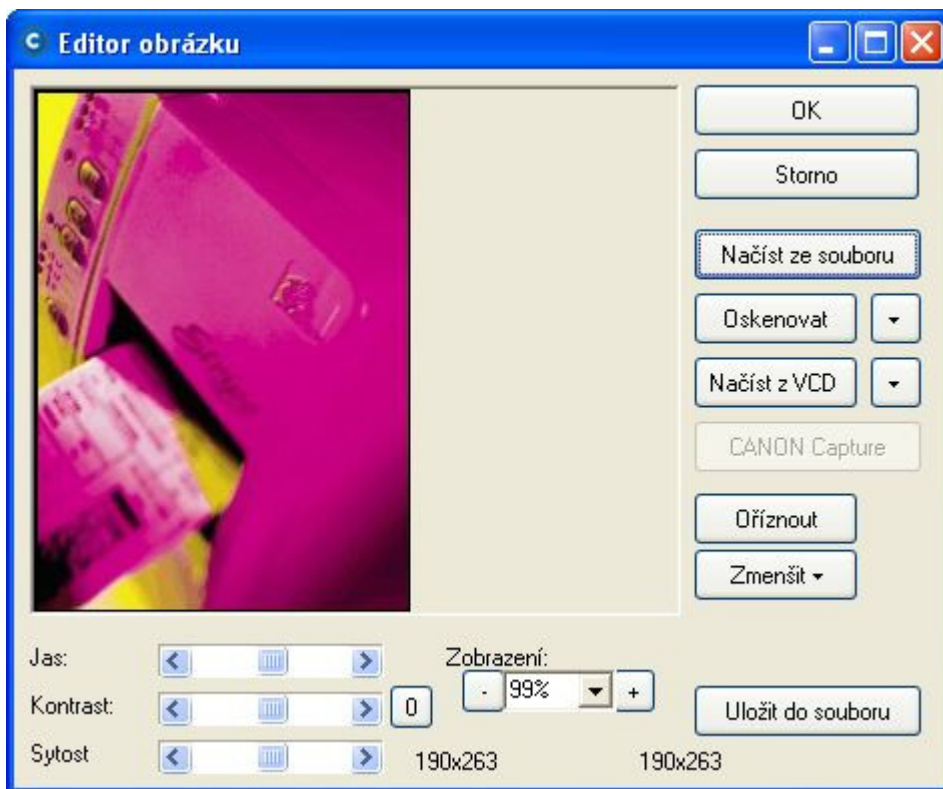 Editor obrázku
OK
Storno
Načíst ze souboru
Oskenovat
Načíst z VCD
CANON Capture
Oříznout
Zmenšit
Jas:
Kontrast:
0
Sytost
Zobrazení:
- 99% +
190x263
190x263
Uložit do souboru